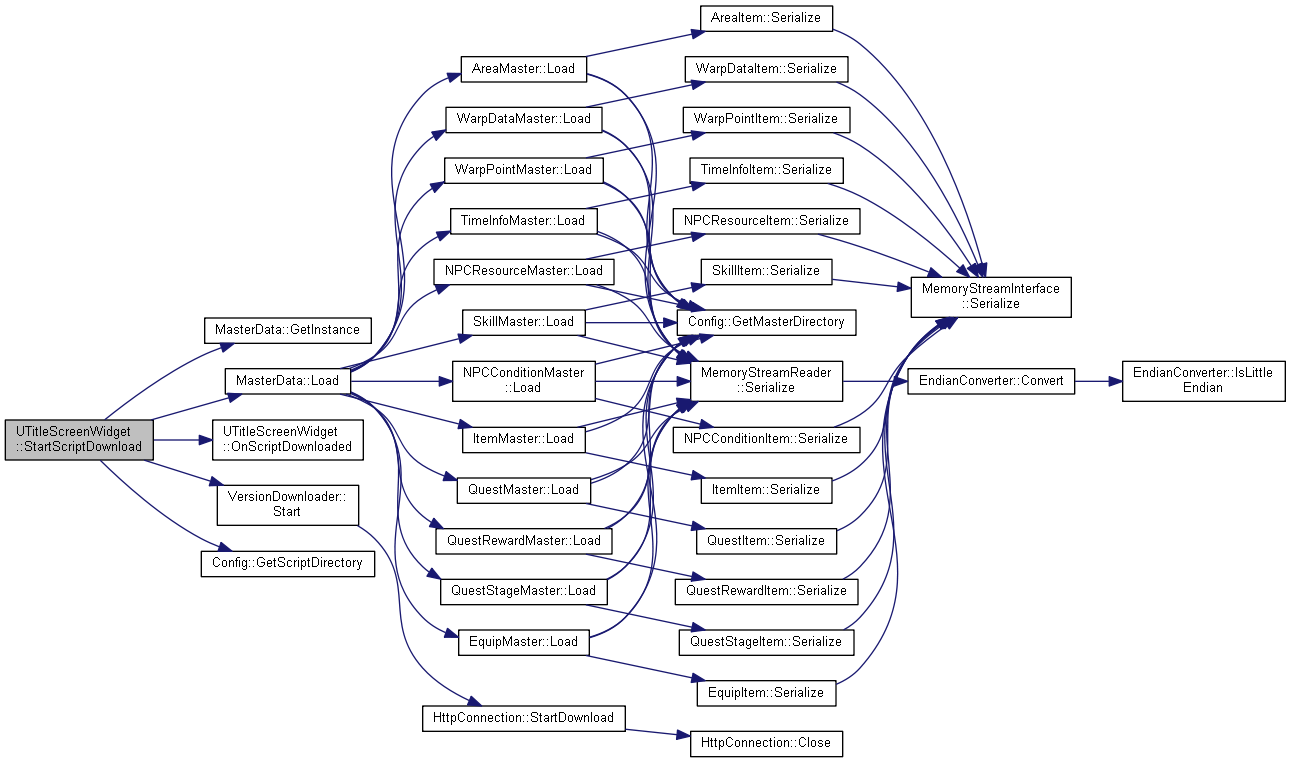 UTitleScreenWidget
::StartScriptDownload
MasterData::GetInstance
MasterData::Load
UTitleScreenWidget
::OnScriptDownloaded
VersionDownloader::
Start
Config::GetScriptDirectory
AreaMaster::Load
WarpDataMaster::Load
WarpPointMaster::Load
TimeInfoMaster::Load
NPCResourceMaster::Load
SkillMaster::Load
NPCConditionMaster
::Load
ItemMaster::Load
QuestMaster::Load
QuestRewardMaster::Load
QuestStageMaster::Load
EquipMaster::Load
HttpConnection::StartDownload
AreaItem::Serialize
WarpDataItem::Serialize
WarpPointItem::Serialize
TimeInfoItem::Serialize
NPCResourceItem::Serialize
SkillItem::Serialize
Config::GetMasterDirectory
MemoryStreamReader
::Serialize
NPCConditionItem::Serialize
ItemItem::Serialize
QuestItem::Serialize
QuestRewardItem::Serialize
QuestStageItem::Serialize
EquipItem::Serialize
HttpConnection::Close
MemoryStreamInterface
::Serialize
EndianConverter::Convert
EndianConverter::IsLittle
Endian